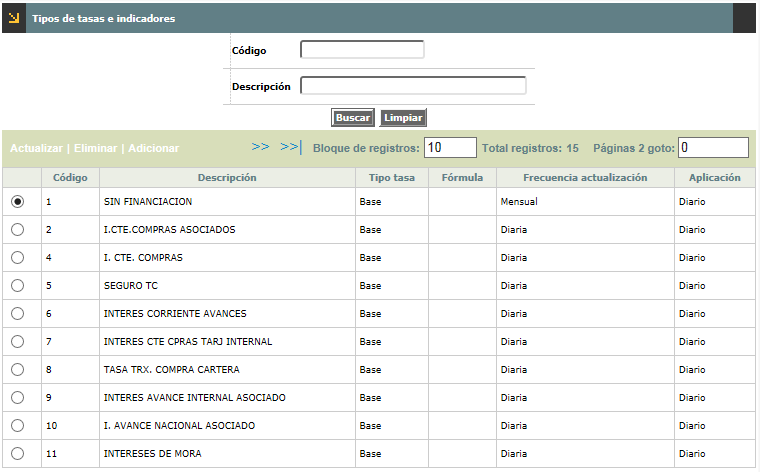 Tipos de tasas e indicadores
Código
Descripción
Buscar Limpiar
Actualizar | Eliminar | Adicionar >> >>| Bloque de registros: 10 Total registros: 15 Páginas 2 goto: 0
Código Descripción Tipo tasa Fórmula Frecuencia actualización Aplicación
1 SIN FINANCIACION Base Mensual Diario
2 I.CTE.COMPRAS ASOCIADOS Base Diaria Diario
4 I. CTE. COMPRAS Base Diaria Diario
5 SEGURO TC Base Diaria Diario
6 INTERES CORRIENTE AVANCES Base Diaria Diario
7 INTERES CTE CPRAS TARJ INTERNAL Base Diaria Diario
8 TASA TRX. COMPRA CARTERA Base Diaria Diario
9 INTERES AVANCE INTERNAL ASOCIADO Base Diaria Diario
10 I. AVANCE NACIONAL ASOCIADO Base Diaria Diario
11 INTERESES DE MORA Base Diaria Diario